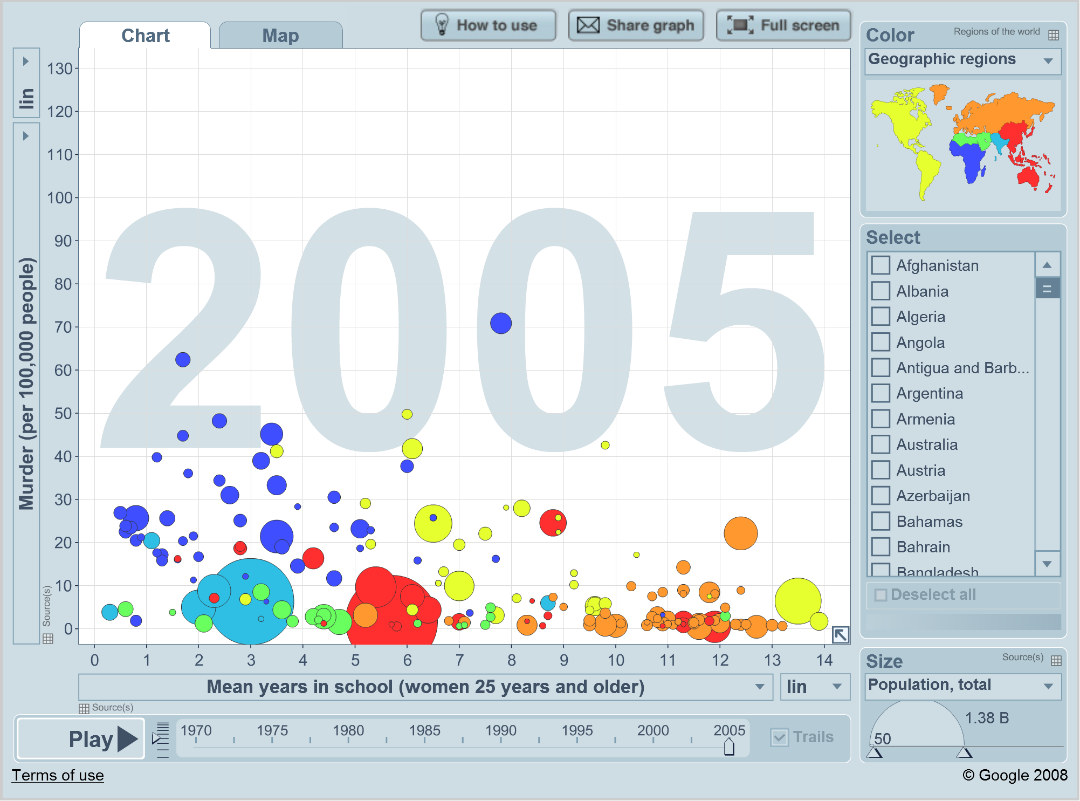 Chart
Map
How to use
Share graph
Full screen
lin
Murder (per 100,000 people)
Source(s)
130
120
110
100
90
80
70
60
50
40
30
20
10
0
2005
0 1 2 3 4 5 6 7 8 9 10 11 12 13 14
Mean years in school (women 25 years and older)
lin
Source(s)
Play
1970 1975 1980 1985 1990 1995 2000 2005
Trails
Color
Regions of the world
Geographic regions
Select
Afghanistan
Albania
Algeria
Angola
Antigua and Barb...
Argentina
Armenia
Australia
Austria
Azerbaijan
Bahamas
Bahrain
Bangladesh
Deselect all
Size
Source(s)
Population, total
1.38 B
50
Terms of use
© Google 2008